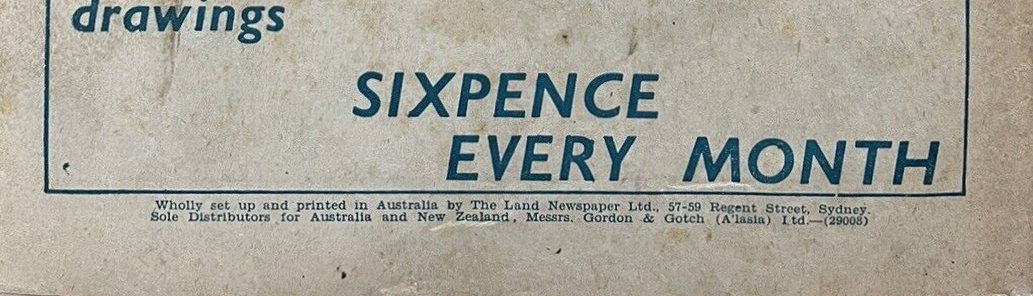 drawings
SIXPENCE
EVERY MONTH
Wholly set up and printed in Australia by The Land Newspaper Ltd., 57-59 Regent Street, Sydney.
Sole Distributors for Australia and New Zealand, Messrs. Gordon & Gotch (A'lasia) Ltd.—(29008)